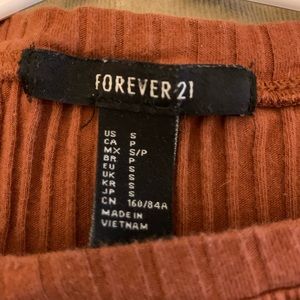 FOREVER 21
US S
CA P
MX S/P
BR P
EU S
UK S
KR S
JP S
CN 160/84A
MADE IN
VIETNAM